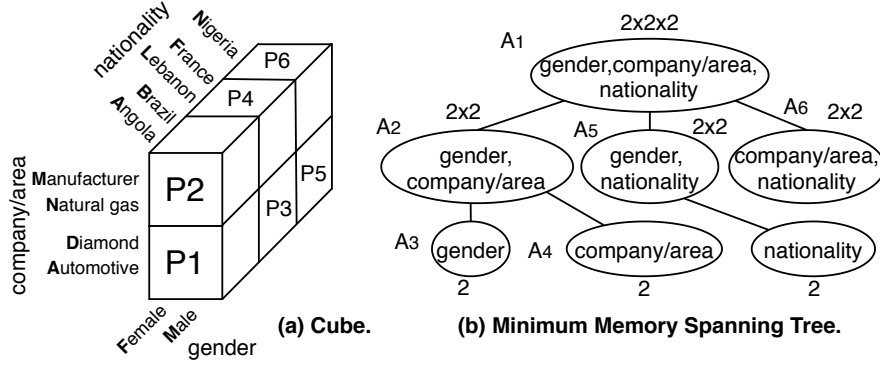 nationality
Nigeria
France
Lebanon
Brazil
Angola
P6
P4
company/area
Manufacturer
Natural gas
Diamond
Automotive
P2
P5
P3
P1
Female
Male
gender
(a) Cube.
2x2x2
A1
gender,company/area,
nationality
2x2
A2
gender,
company/area
A5
2x2
gender,
nationality
A6
2x2
company/area,
nationality
A3
gender
2
A4
company/area
2
nationality
2
(b) Minimum Memory Spanning Tree.